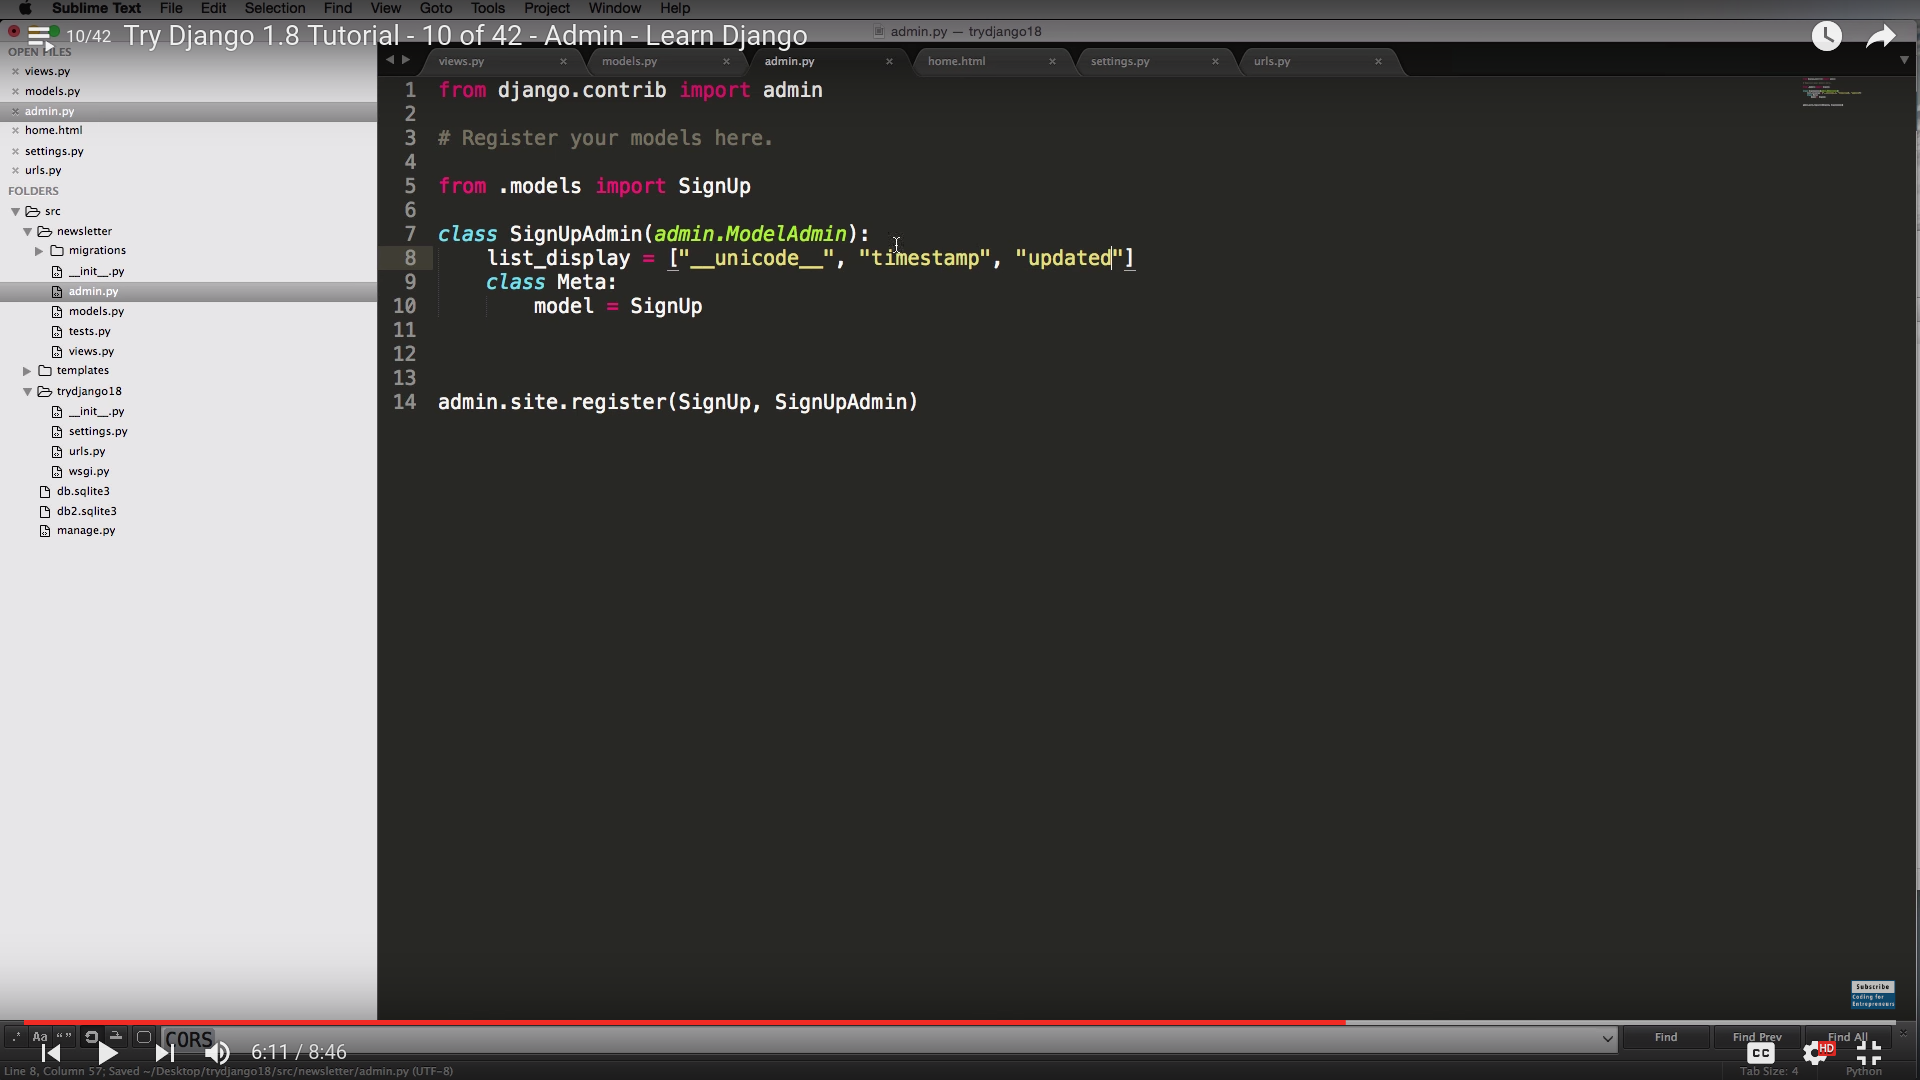 Sublime Text File Edit Selection Find View Goto Tools Project Window Help
10/42 Try Django 1.8 Tutorial - 10 of 42 - Admin - Learn Django
admin.py — trydjango18
OPEN FILES
views.py
models.py
admin.py
home.html
settings.py
urls.py
FOLDERS
src
newsletter
migrations
__init__.py
admin.py
models.py
tests.py
views.py
templates
trydjango18
__init__.py
settings.py
urls.py
wsgi.py
db.sqlite3
db2.sqlite3
manage.py
views.py models.py admin.py home.html settings.py urls.py
1 from django.contrib import admin
2
3 # Register your models here.
4
5 from .models import SignUp
6
7 class SignUpAdmin(admin.ModelAdmin):
8 list_display = ["__unicode__", "timestamp", "updated"]
9 class Meta:
10 model = SignUp
11
12
13
14 admin.site.register(SignUp, SignUpAdmin)
Subscribe
Coding for
Entrepreneurs
.* Aa “ ” CORS Find Find Prev Find All
6:11 / 8:46 CC HD
Line 8, Column 57; Saved ~/Desktop/trydjango18/src/newsletter/admin.py (UTF-8) Tab Size: 4 Python